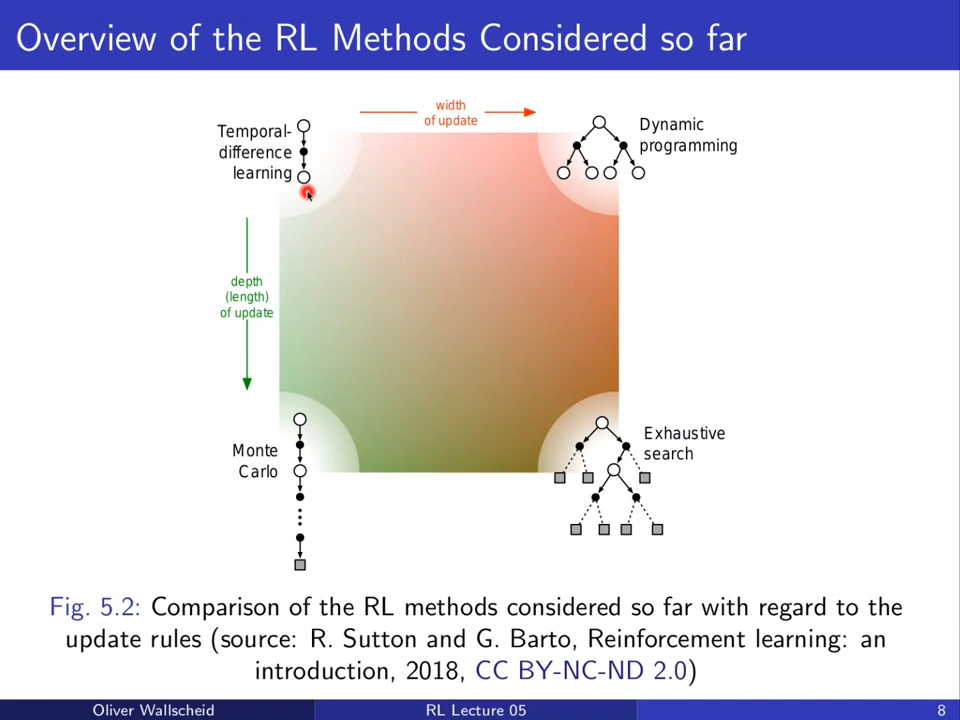 Overview of the RL Methods Considered so far
width
of update
Temporal-
difference
learning
Dynamic
programming
depth
(length)
of update
Monte
Carlo
Exhaustive
search
Fig. 5.2: Comparison of the RL methods considered so far with regard to the
update rules (source: R. Sutton and G. Barto, Reinforcement learning: an
introduction, 2018, CC BY-NC-ND 2.0)
Oliver Wallscheid
RL Lecture 05
8